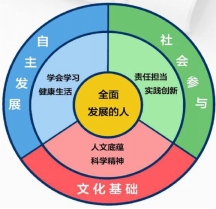 自主发展
社会参与
学会学习
健康生活
责任担当
实践创新
全面
发展的人
人文底蕴
科学精神
文化基础